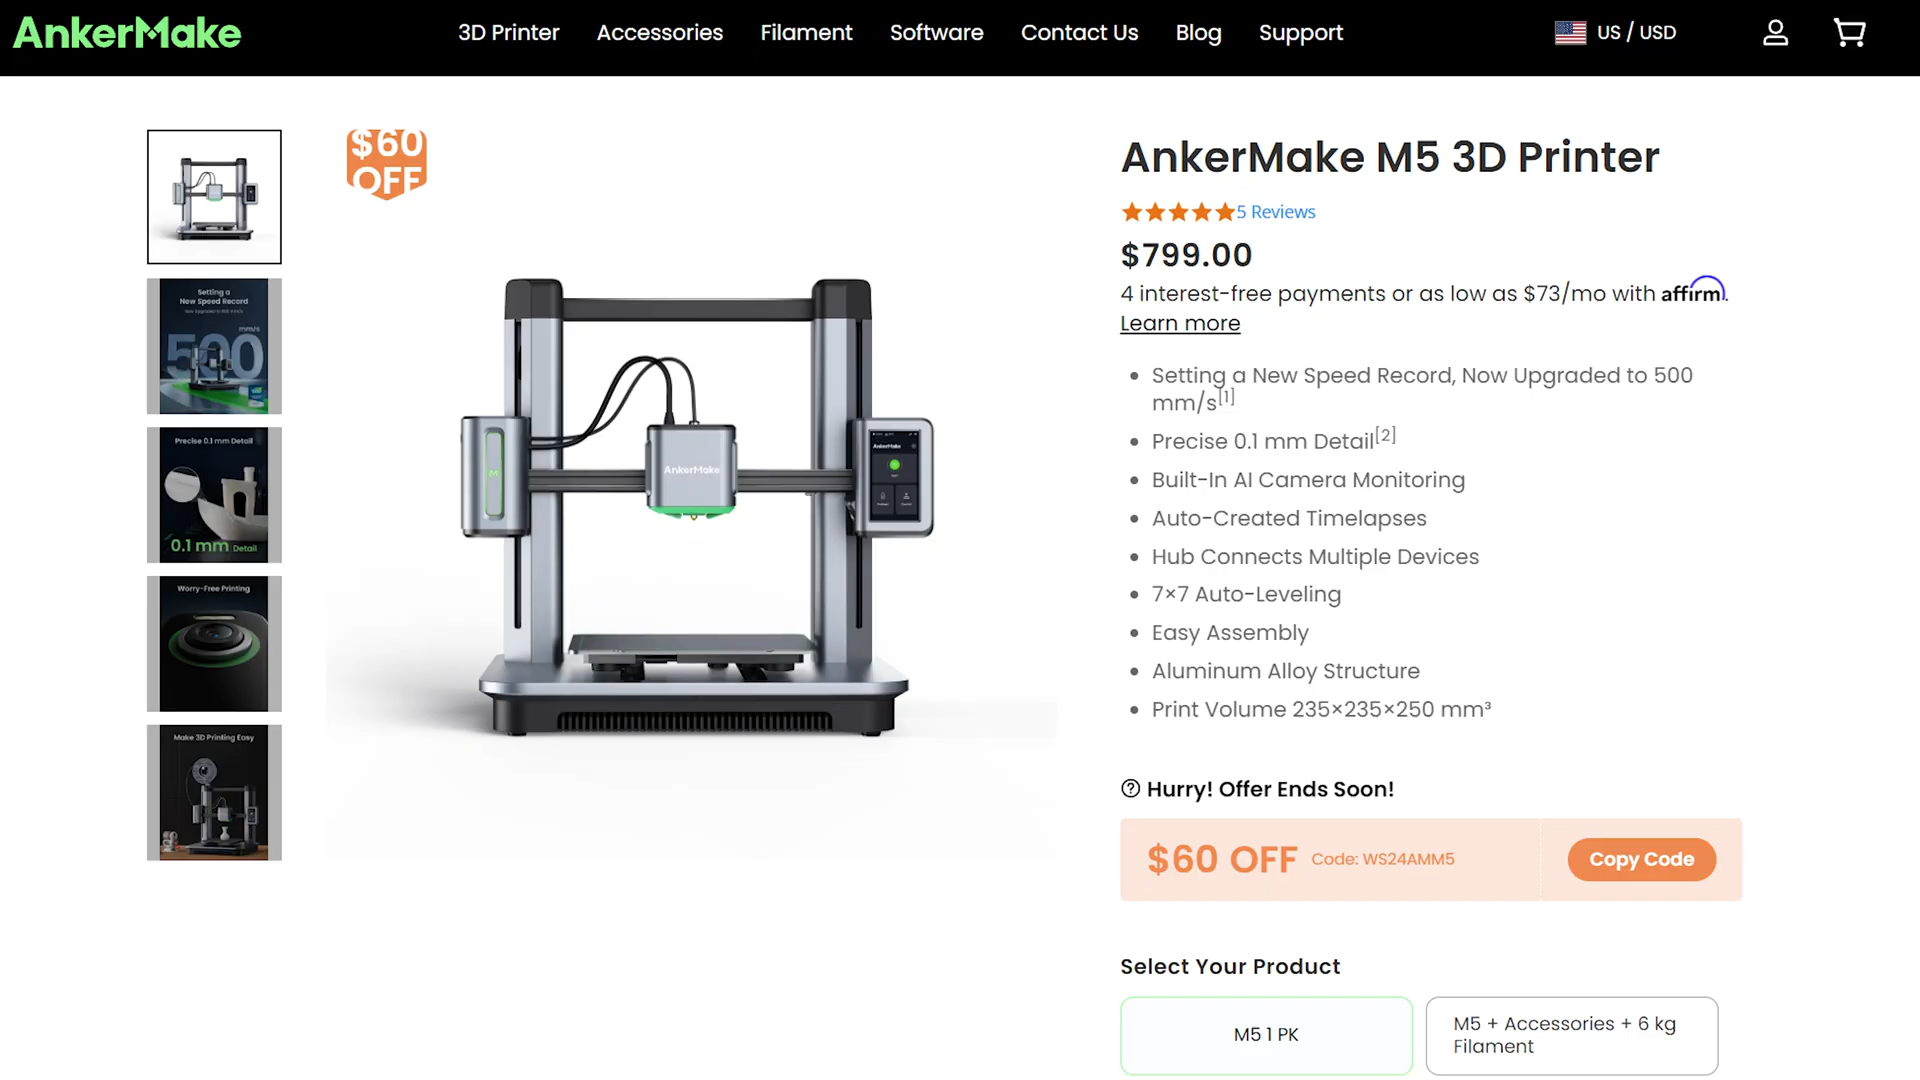 AnkerMake
3D Printer
Accessories
Filament
Software
Contact Us
Blog
Support
US / USD
$60
OFF
Setting a
New Speed Record
mm/s
500
Precise 0.1 mm Detail
0.1 mm Detail
Worry-Free Printing
Make 3D Printing Easy
AnkerMake
AnkerMake
AnkerMake M5 3D Printer
5 Reviews
$799.00
4 interest-free payments or as low as $73/mo with affirm.
Learn more
Setting a New Speed Record, Now Upgraded to 500
mm/s[1]
Precise 0.1 mm Detail[2]
Built-In AI Camera Monitoring
Auto-Created Timelapses
Hub Connects Multiple Devices
7×7 Auto-Leveling
Easy Assembly
Aluminum Alloy Structure
Print Volume 235×235×250 mm³
Hurry! Offer Ends Soon!
$60 OFF Code: WS24AMM5
Copy Code
Select Your Product
M5 1 PK
M5 + Accessories + 6 kg
Filament